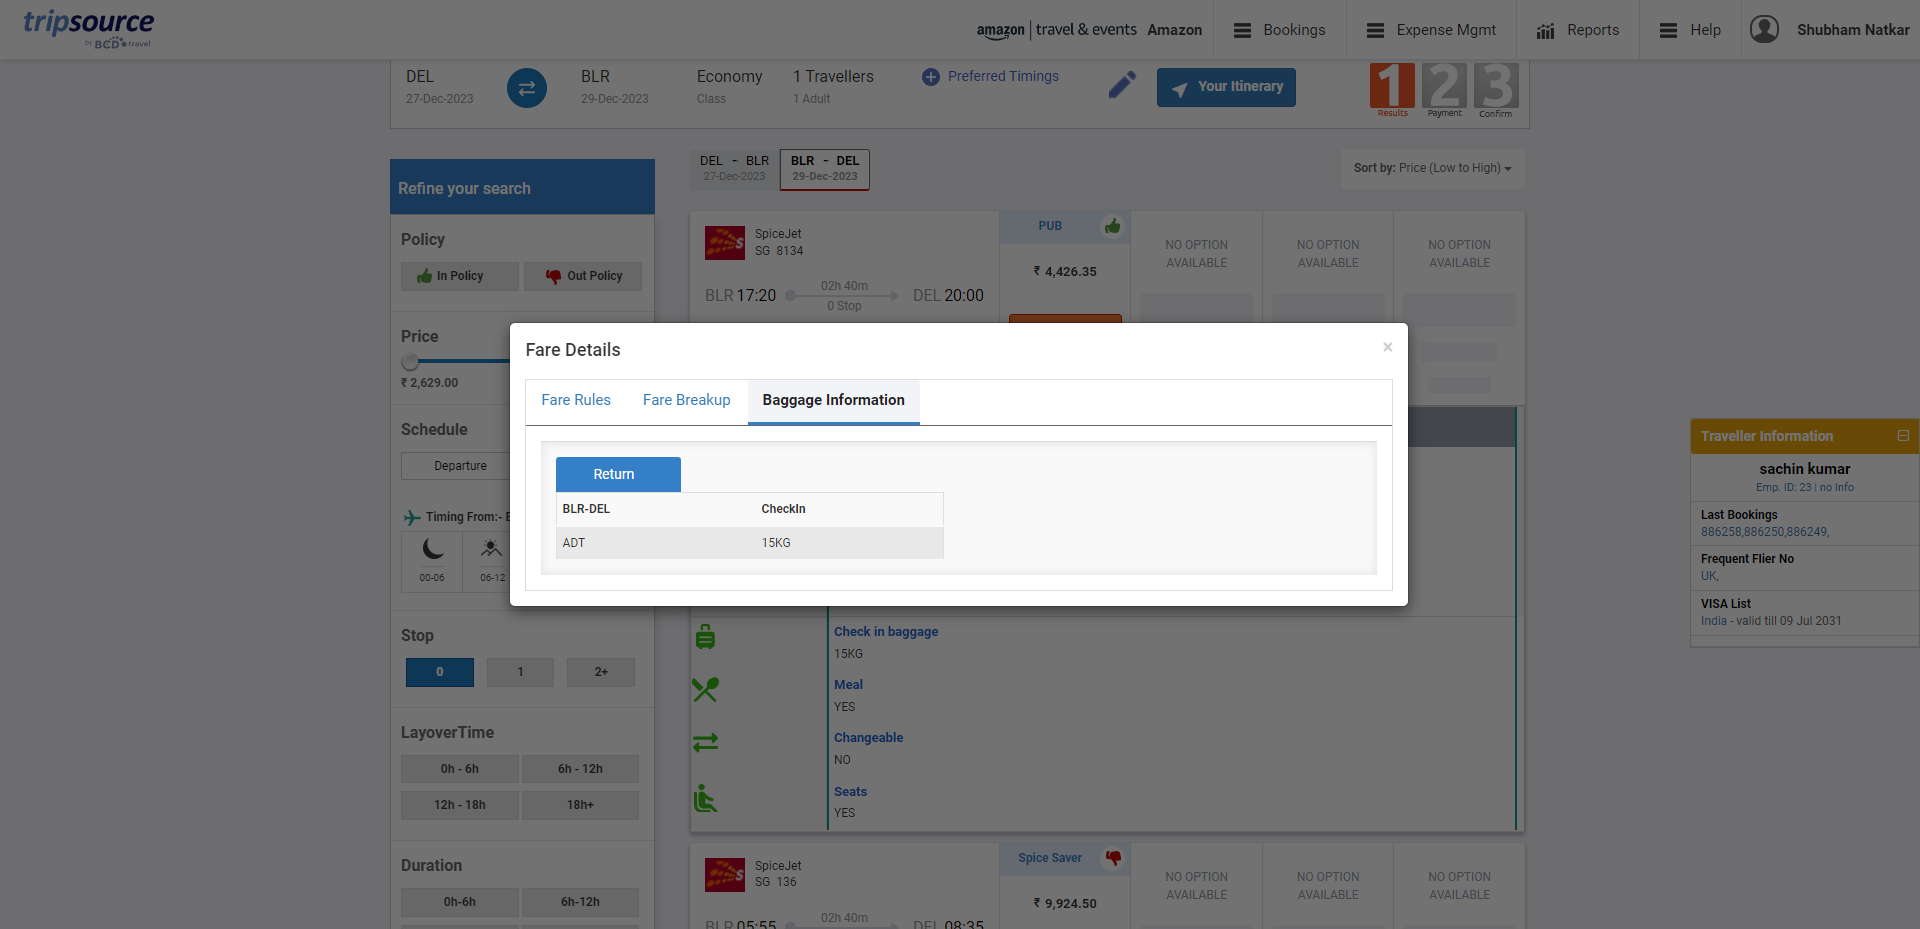 tripsource
by BCD travel
amazon | travel & events Amazon
Bookings
Expense Mgmt
Reports
Help
Shubham Natkar
DEL
27-Dec-2023
BLR
29-Dec-2023
Economy
Class
1 Travellers
1 Adult
Preferred Timings
Your Itinerary
1
Results
2
Payment
3
Confirm
DEL - BLR
27-Dec-2023
BLR - DEL
29-Dec-2023
Sort by: Price (Low to High)
Refine your search
Policy
In Policy
Out Policy
Price
₹ 2,629.00
Schedule
Departure
Timing From:-
00-06
06-12
Stop
0
1
2+
LayoverTime
0h - 6h
6h - 12h
12h - 18h
18h+
Duration
0h-6h
6h-12h
SpiceJet
SG 8134
BLR 17:20
02h 40m
0 Stop
DEL 20:00
PUB
₹ 4,426.35
NO OPTION
AVAILABLE
NO OPTION
AVAILABLE
NO OPTION
AVAILABLE
Fare Details
×
Fare Rules
Fare Breakup
Baggage Information
Return
BLR-DEL CheckIn
ADT 15KG
Check in baggage
15KG
Meal
YES
Changeable
NO
Seats
YES
SpiceJet
SG 136
BLR 05:55
02h 40m
DEL 08:35
Spice Saver
₹ 9,924.50
NO OPTION
AVAILABLE
NO OPTION
AVAILABLE
NO OPTION
AVAILABLE
Traveller Information
sachin kumar
Emp. ID: 23 | no Info
Last Bookings
886258,886250,886249,
Frequent Flier No
UK,
VISA List
India - valid till 09 Jul 2031